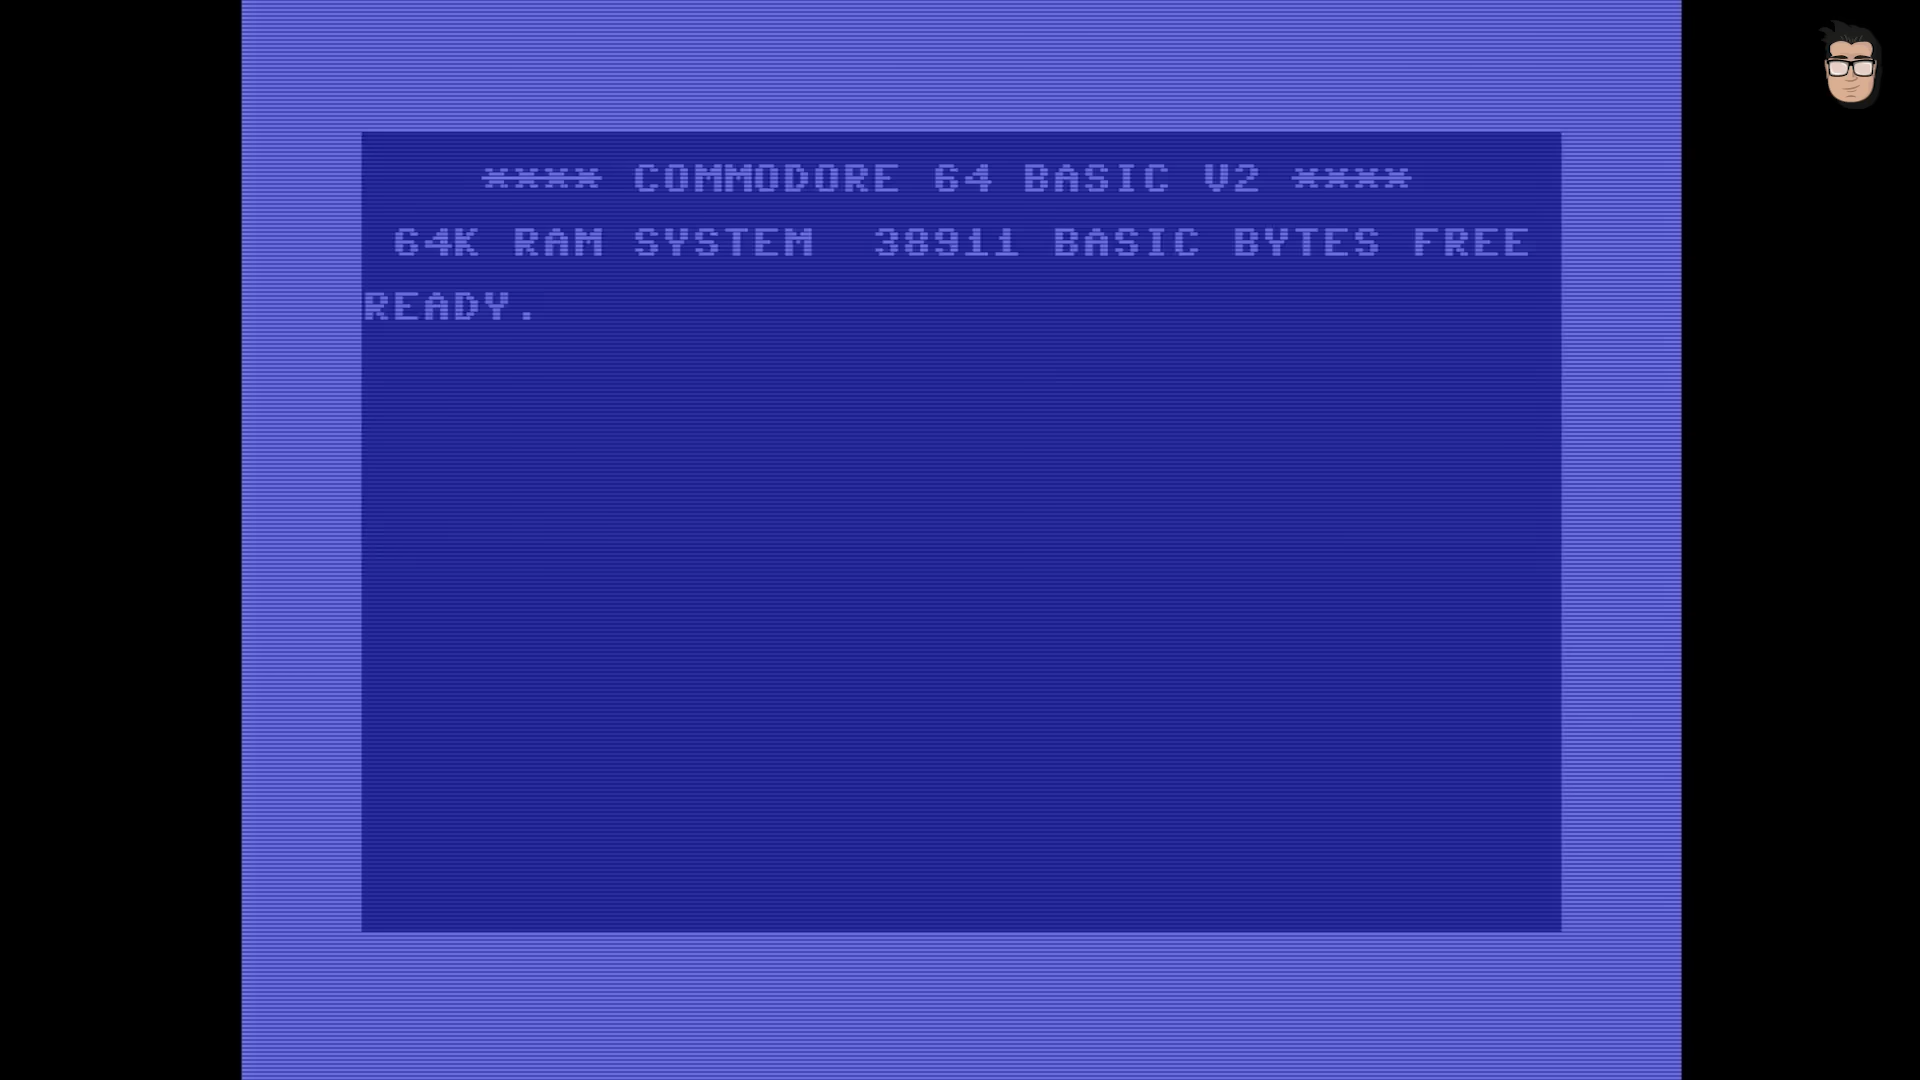 **** COMMODORE 64 BASIC V2 ****
64K RAM SYSTEM  38911 BASIC BYTES FREE
READY.